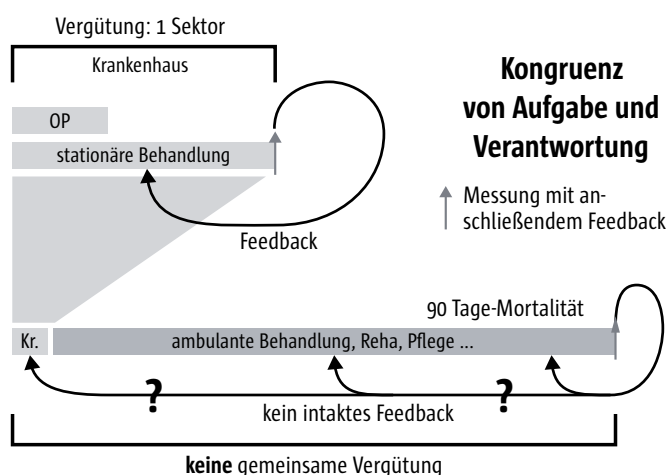 Vergütung: 1 Sektor
Krankenhaus
Kongruenz
von Aufgabe und
Verantwortung
OP
stationäre Behandlung
Messung mit an-
schließendem Feedback
Feedback
90 Tage-Mortalität
Kr.
ambulante Behandlung, Reha, Pflege ...
?
?
kein intaktes Feedback
keine gemeinsame Vergütung